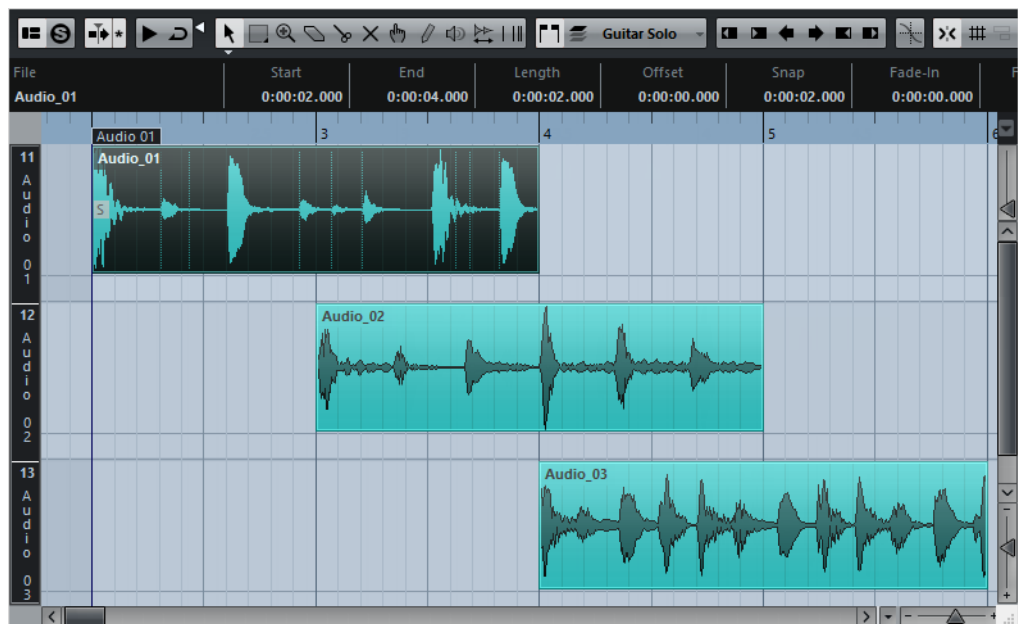 S
*
Guitar Solo
File Start End Length Offset Snap Fade-In F
Audio_01 0:00:02.000 0:00:04.000 0:00:02.000 0:00:00.000 0:00:02.000 0:00:00.000
Audio 01 3 4 5 6
11
Audio 01
Audio_01
S
12
Audio 02
Audio_02
13
Audio 03
Audio_03